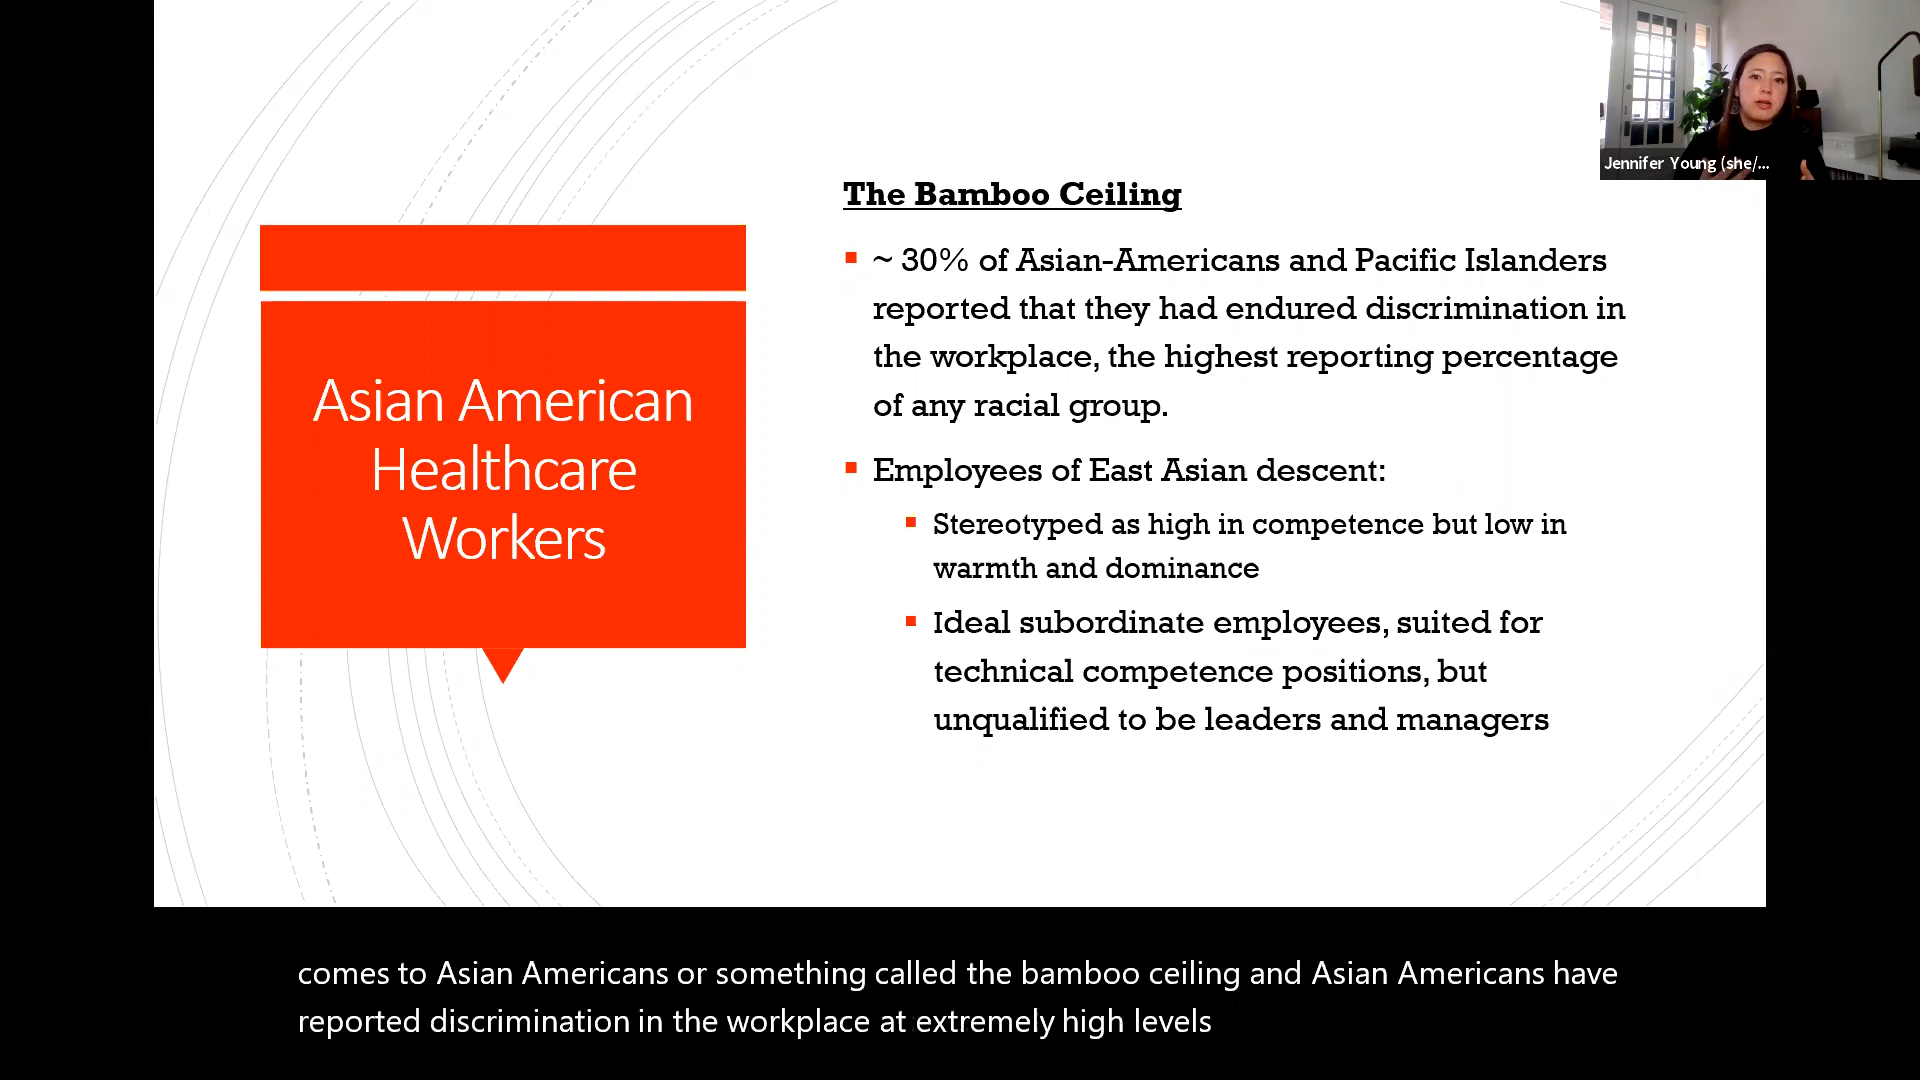 Jennifer Young (she/...
Asian American
Healthcare
Workers
The Bamboo Ceiling
~ 30% of Asian-Americans and Pacific Islanders
reported that they had endured discrimination in
the workplace, the highest reporting percentage
of any racial group.
Employees of East Asian descent:
Stereotyped as high in competence but low in
warmth and dominance
Ideal subordinate employees, suited for
technical competence positions, but
unqualified to be leaders and managers
comes to Asian Americans or something called the bamboo ceiling and Asian Americans have
reported discrimination in the workplace at extremely high levels